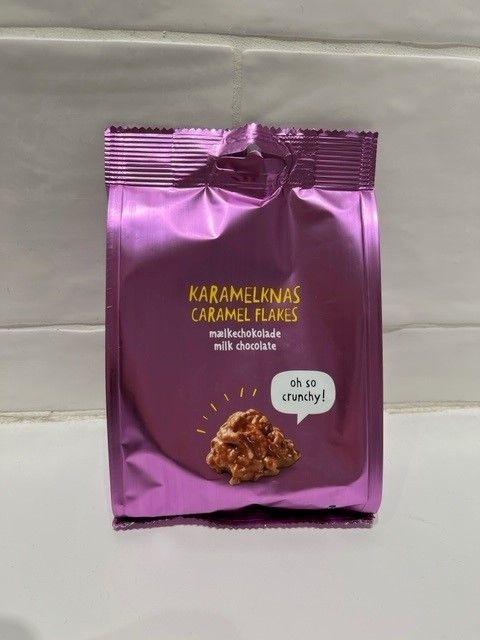 KARAMELKNAS
CARAMEL FLAKES
mælkechokolade
milk chocolate
oh so
crunchy!